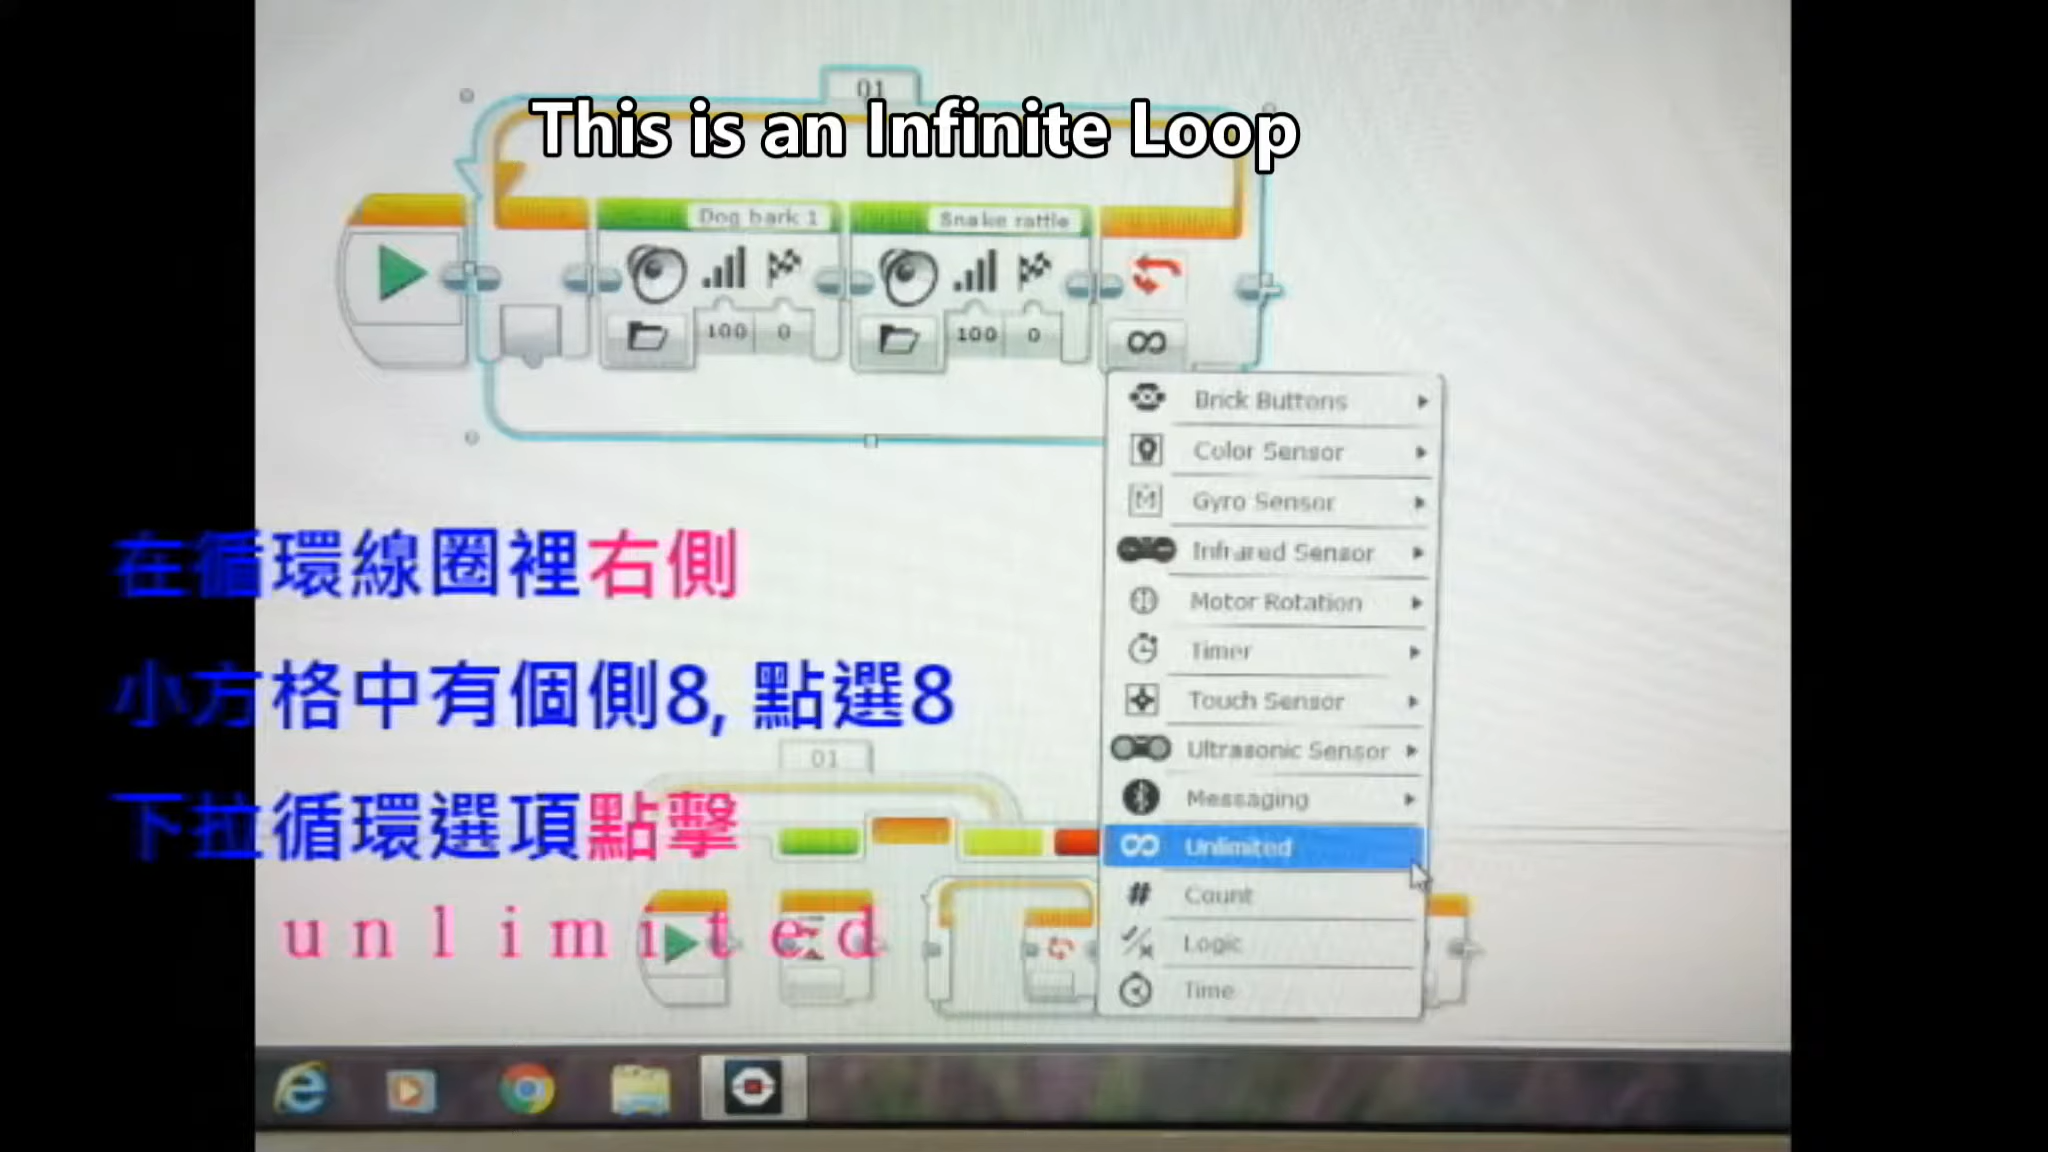 01
This is an Infinite Loop
Dog bark 1
Snake rattle
100 0
100 0
Brick Buttons
Color Sensor
Gyro Sensor
Infrared Sensor
Motor Rotation
Timer
Touch Sensor
Ultrasonic Sensor
Messaging
Unlimited
Count
Logic
Time
在循環線圈裡右側
小方格中有個側8, 點選8
下拉循環選項點擊
unlimited
01